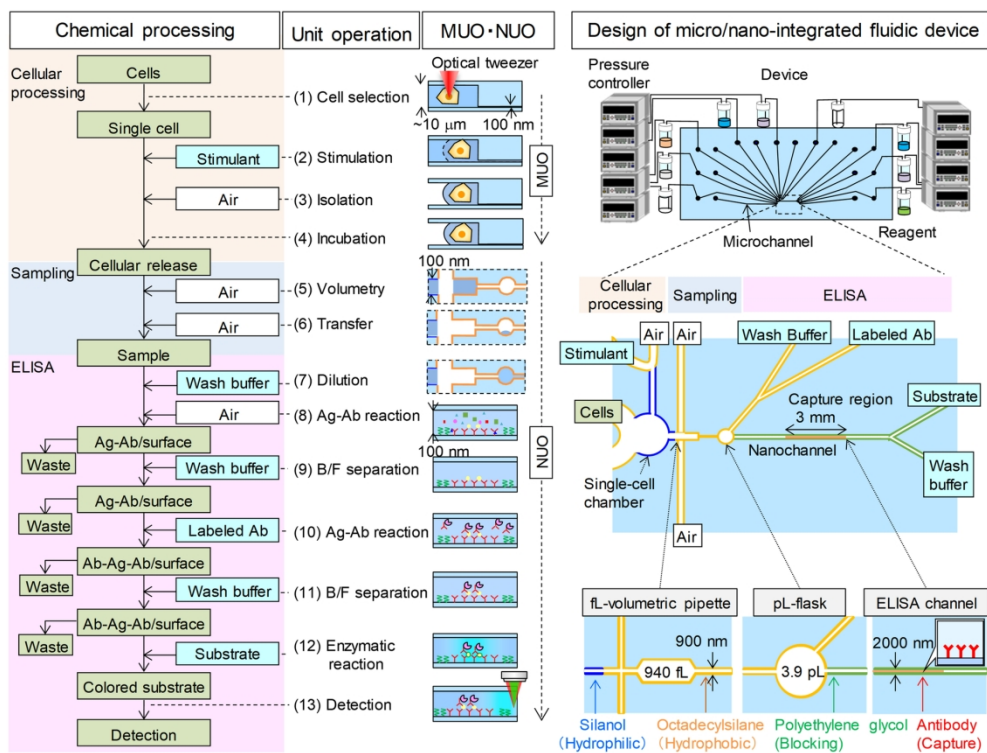 Chemical processing
Unit operation
MUO・NUO
Cellular
processing
Cells
Single cell
Stimulant
Air
Cellular release
Sampling
Air
Air
Sample
ELISA
Wash buffer
Air
Ag-Ab/surface
Waste
Wash buffer
Ag-Ab/surface
Waste
Labeled Ab
Ab-Ag-Ab/surface
Waste
Wash buffer
Ab-Ag-Ab/surface
Waste
Substrate
Colored substrate
Detection
(1) Cell selection
(2) Stimulation
(3) Isolation
(4) Incubation
(5) Volumetry
(6) Transfer
(7) Dilution
(8) Ag-Ab reaction
(9) B/F separation
(10) Ag-Ab reaction
(11) B/F separation
(12) Enzymatic
reaction
(13) Detection
Optical tweezer
~10 μm
100 nm
MUO
100 nm
100 nm
NUO
Design of micro/nano-integrated fluidic device
Pressure
controller
Device
Microchannel
Reagent
Cellular
processing
Sampling
ELISA
Air
Air
Wash Buffer
Labeled Ab
Stimulant
Cells
Capture region
3 mm
Substrate
Nanochannel
Single-cell
chamber
Wash
buffer
Air
fL-volumetric pipette
pL-flask
ELISA channel
900 nm
2000 nm
940 fL
3.9 pL
Silanol
(Hydrophilic)
Octadecylsilane
(Hydrophobic)
Polyethylene glycol
(Blocking)
Antibody
(Capture)